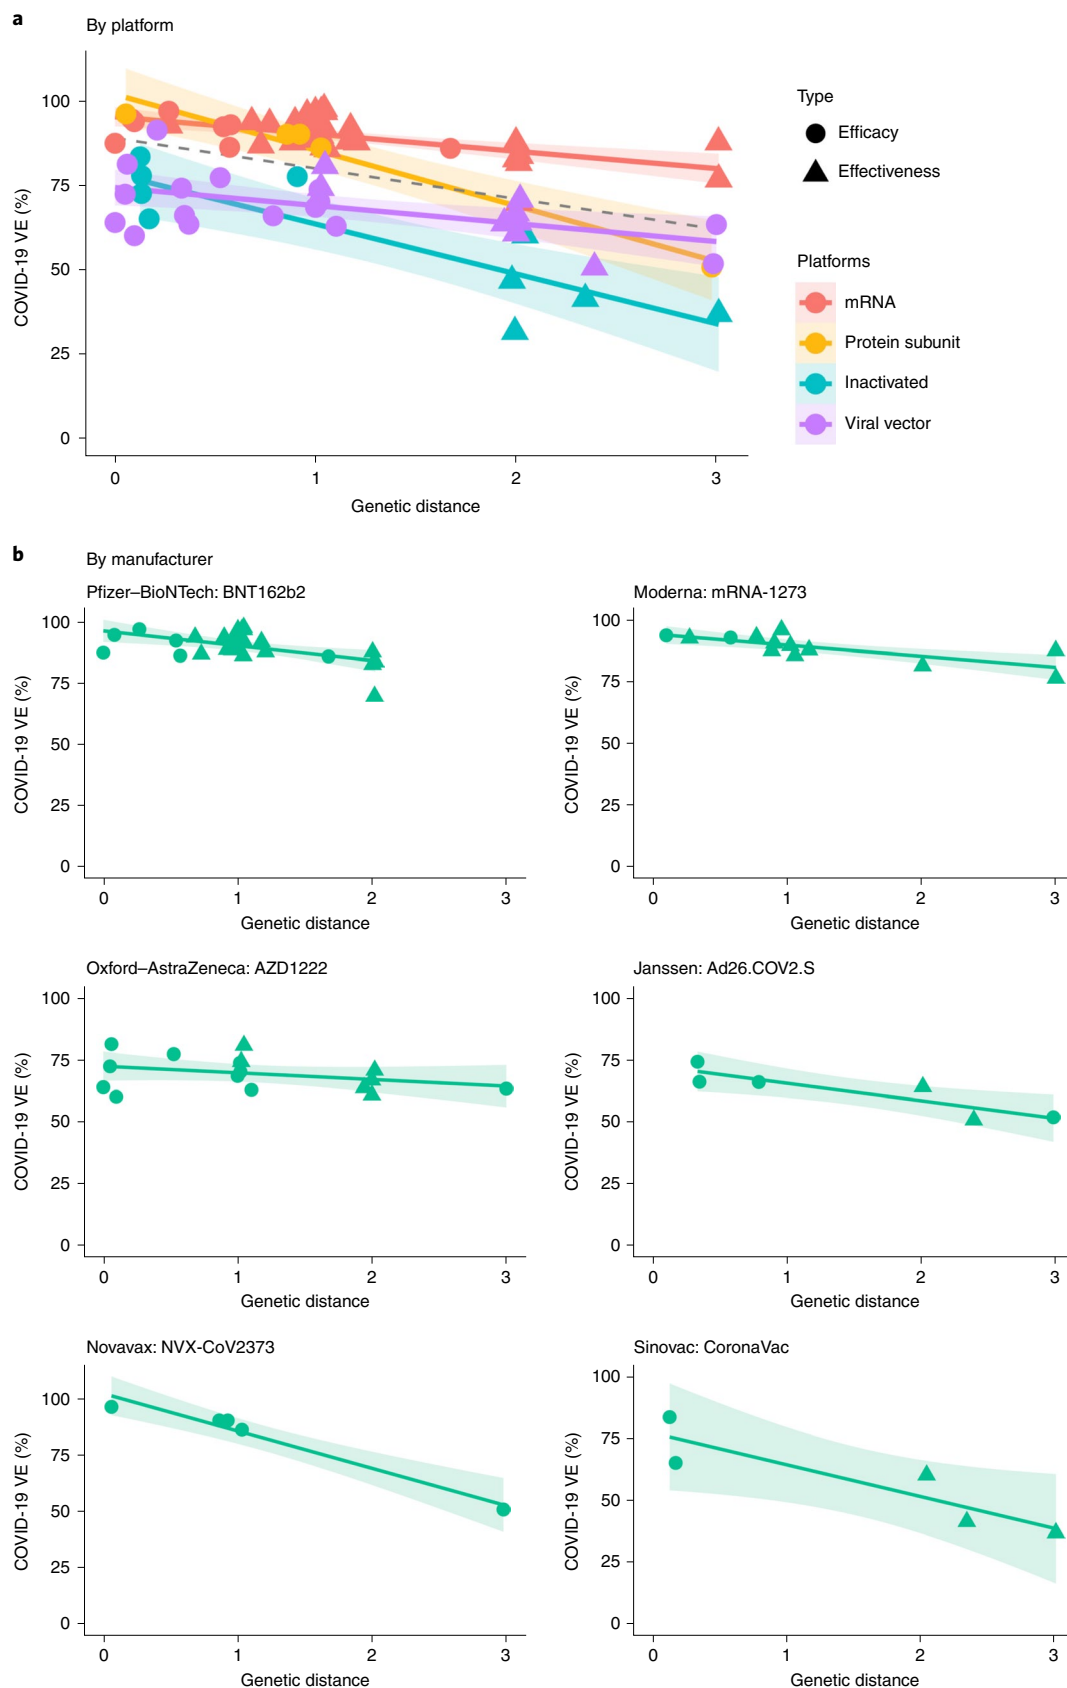 a
By platform
COVID-19 VE (%)
100
75
50
25
0
0 1 2 3
Genetic distance
Type
Efficacy
Effectiveness
Platforms
mRNA
Protein subunit
Inactivated
Viral vector
b
By manufacturer
Pfizer–BioNTech: BNT162b2
COVID-19 VE (%)
100
75
50
25
0
0 1 2 3
Genetic distance
Moderna: mRNA-1273
COVID-19 VE (%)
100
75
50
25
0
0 1 2 3
Genetic distance
Oxford–AstraZeneca: AZD1222
COVID-19 VE (%)
100
75
50
25
0
0 1 2 3
Genetic distance
Janssen: Ad26.COV2.S
COVID-19 VE (%)
100
75
50
25
0
0 1 2 3
Genetic distance
Novavax: NVX-CoV2373
COVID-19 VE (%)
100
75
50
25
0
0 1 2 3
Genetic distance
Sinovac: CoronaVac
COVID-19 VE (%)
100
75
50
25
0
0 1 2 3
Genetic distance